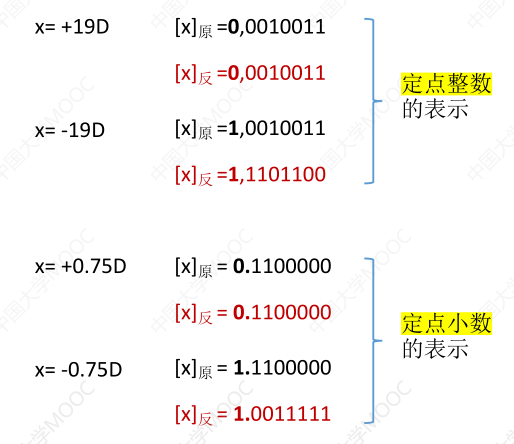 x= +19D [x]原 =0,0010011
[x]反 =0,0010011
定点整数
的表示
x= -19D [x]原 =1,0010011
[x]反 =1,1101100
x= +0.75D [x]原 = 0.1100000
[x]反 = 0.1100000
定点小数
的表示
x= -0.75D [x]原 = 1.1100000
[x]反 = 1.0011111
中国大学MOOC